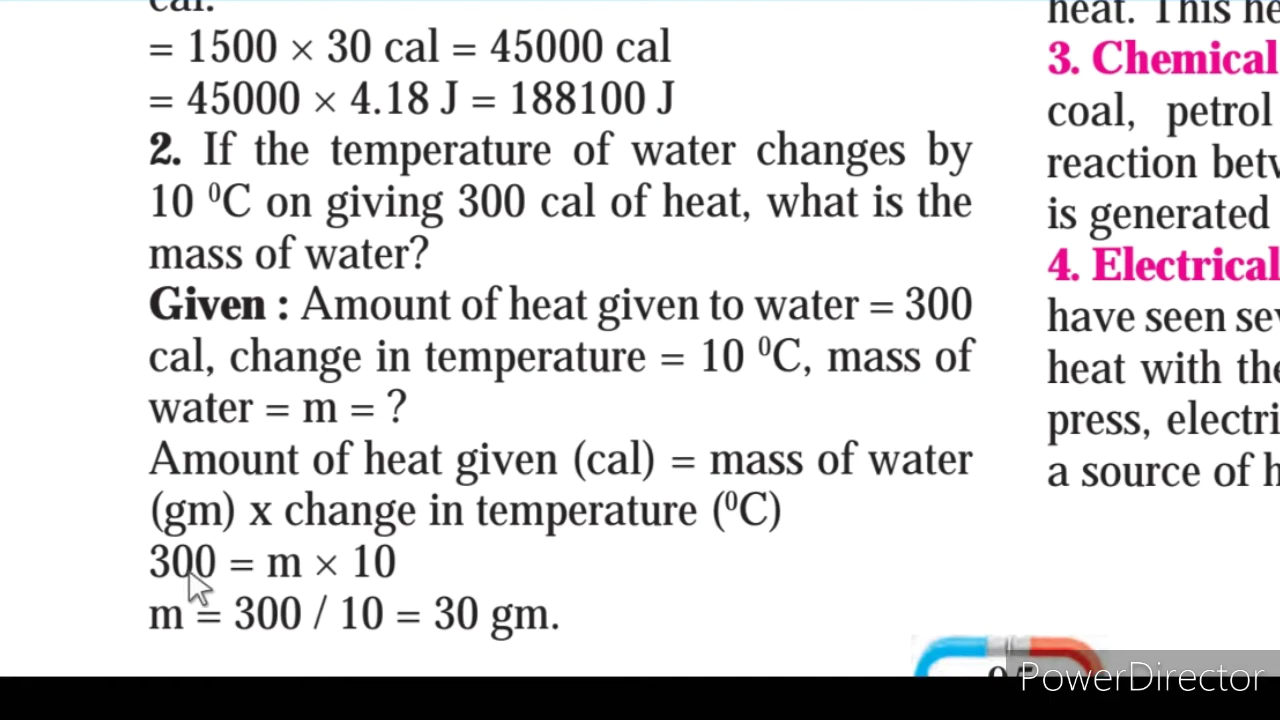 cal.
= 1500 × 30 cal = 45000 cal
= 45000 × 4.18 J = 188100 J
2. If the temperature of water changes by
10 ⁰C on giving 300 cal of heat, what is the
mass of water?
Given : Amount of heat given to water = 300
cal, change in temperature = 10 ⁰C, mass of
water = m = ?
Amount of heat given (cal) = mass of water
(gm) x change in temperature (⁰C)
300 = m × 10
m = 300 / 10 = 30 gm.
heat. This
3. Chemical
coal, petrol
reaction
is generated
4. Electrical
have seen
heat with
press,
a source of
PowerDirector